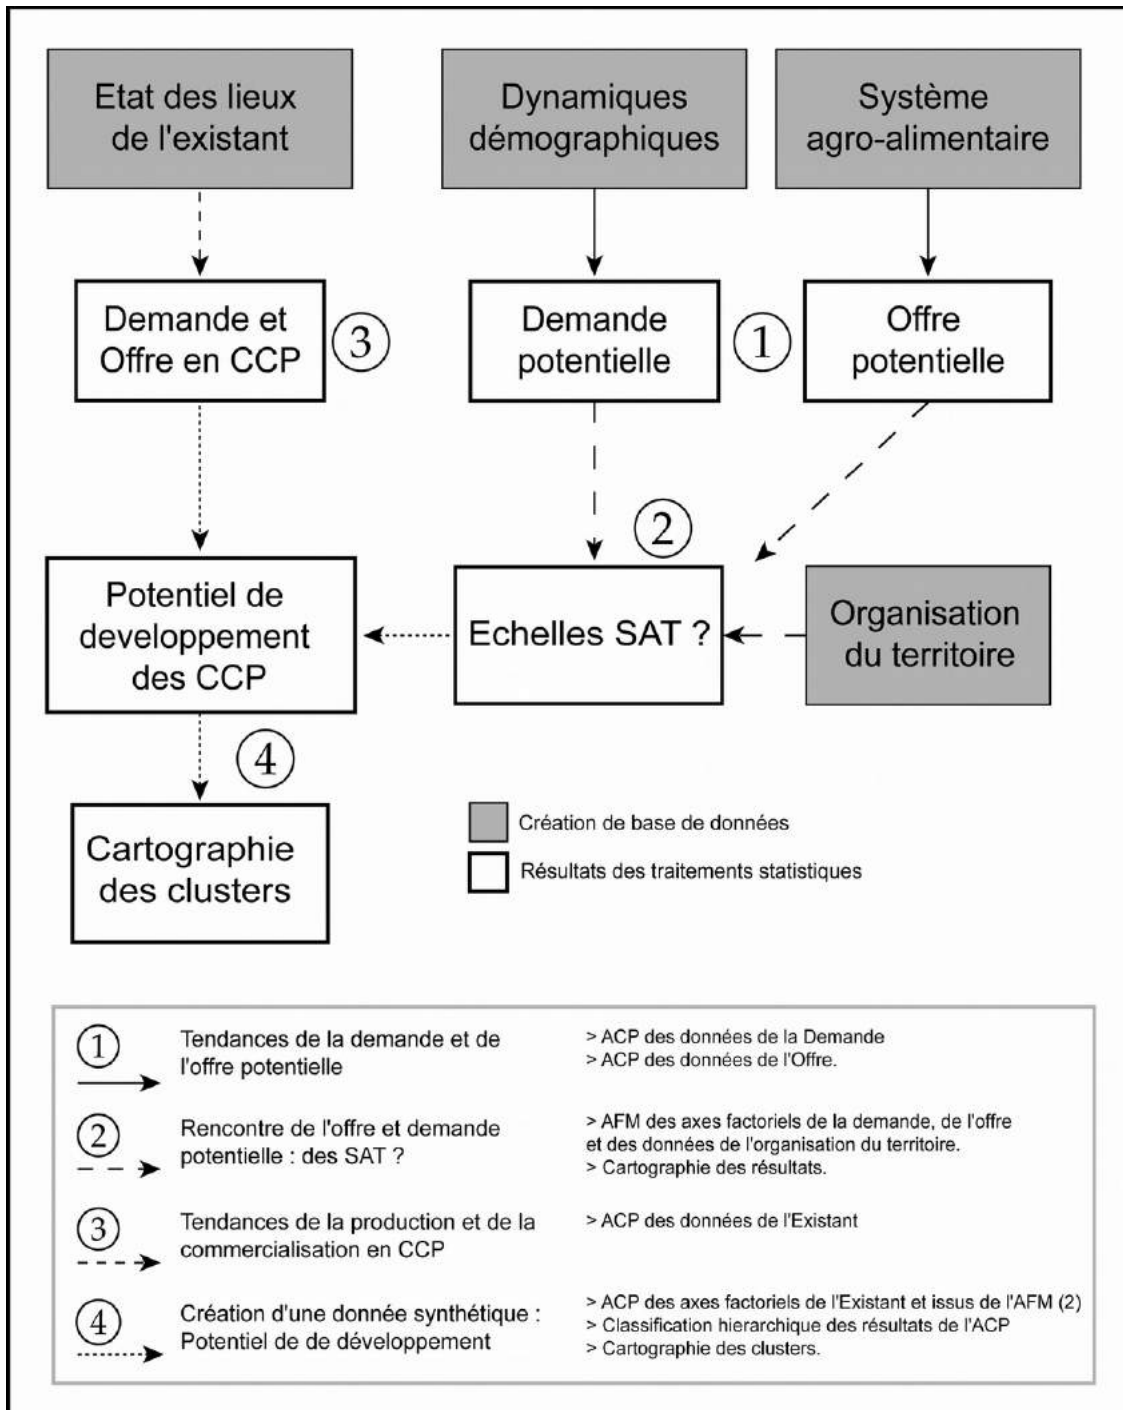 Etat des lieux
de l'existant
Dynamiques
démographiques
Système
agro-alimentaire
Demande et
Offre en CCP
3
Demande
potentielle
1
Offre
potentielle
2
Potentiel de
developpement
des CCP
Echelles SAT ?
Organisation
du territoire
4
Cartographie
des clusters
Création de base de données
Résultats des traitements statistiques
1
Tendances de la demande et de
l'offre potentielle
> ACP des données de la Demande
> ACP des données de l'Offre.
2
Rencontre de l'offre et demande
potentielle : des SAT ?
> AFM des axes factoriels de la demande, de l'offre
et des données de l'organisation du territoire.
> Cartographie des résultats.
3
Tendances de la production et de la
commercialisation en CCP
> ACP des données de l'Existant
4
Création d'une donnée synthétique :
Potentiel de de développement
> ACP des axes factoriels de l'Existant et issus de l'AFM (2)
> Classification hierarchique des résultats de l'ACP
> Cartographie des clusters.